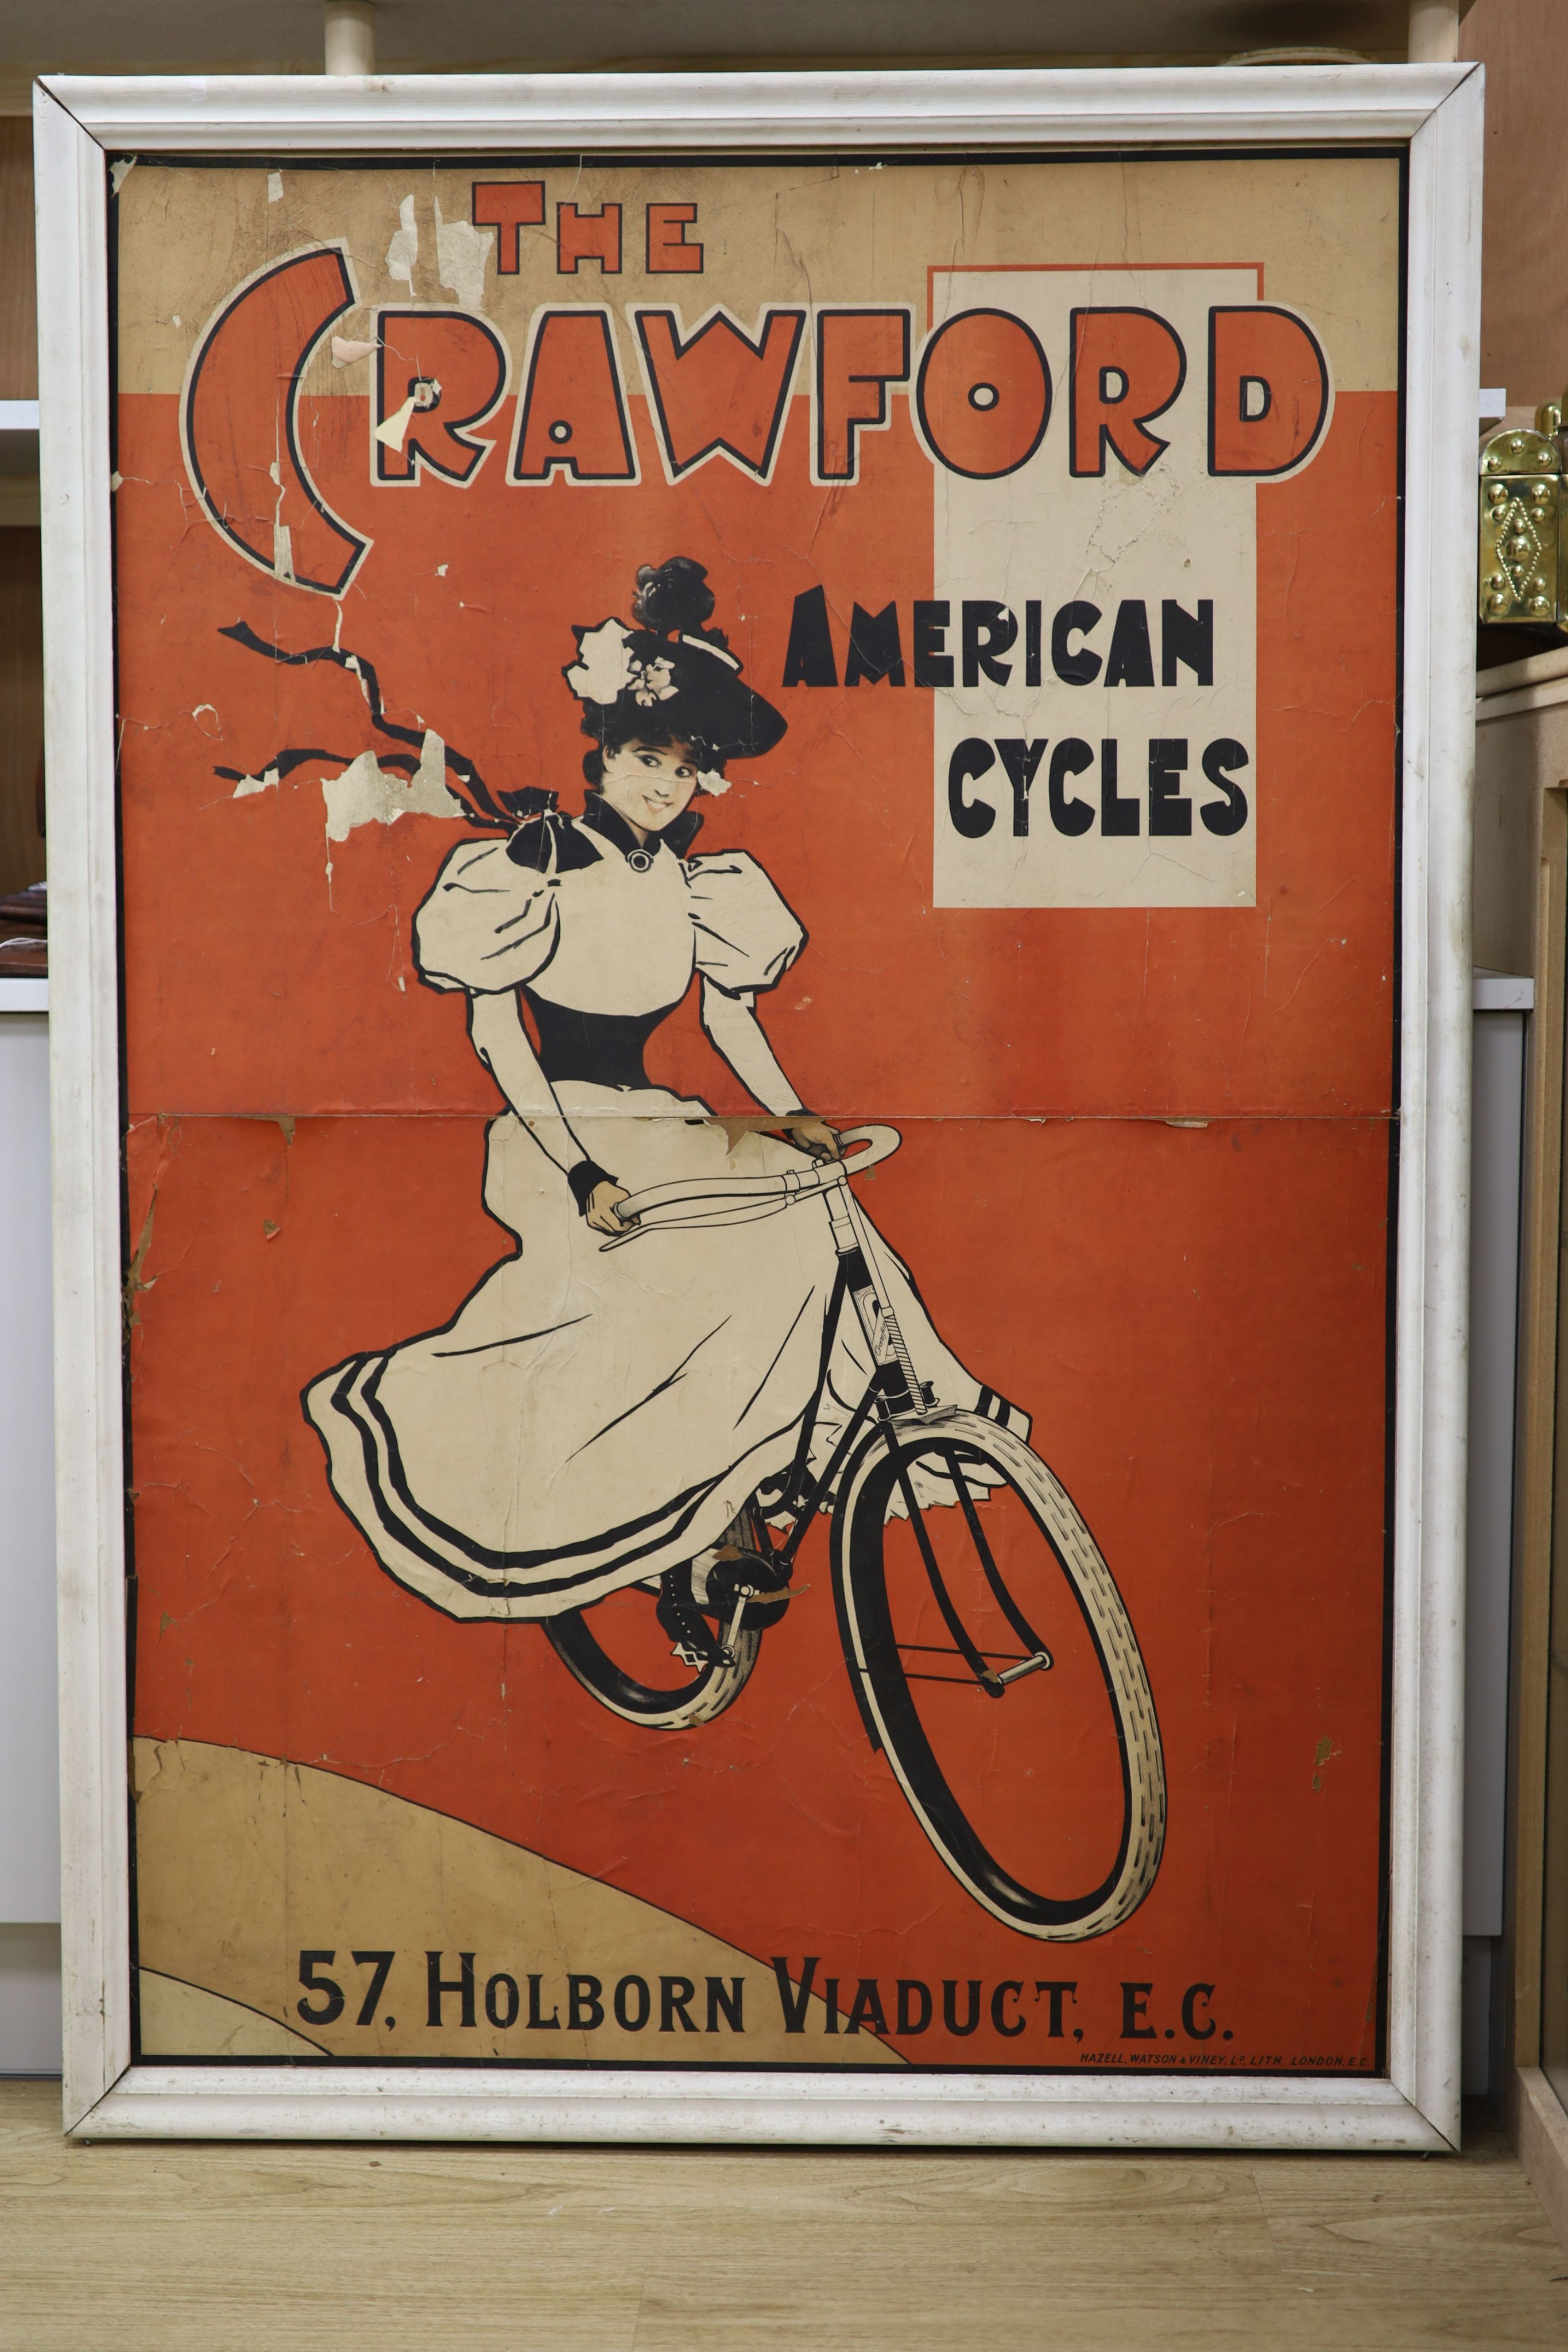 THE
CRAWFORD
AMERICAN
CYCLES
57, HOLBORN VIADUCT, E.C.
HAZELL, WATSON & VINEY, LD. LITH. LONDON, E.C.